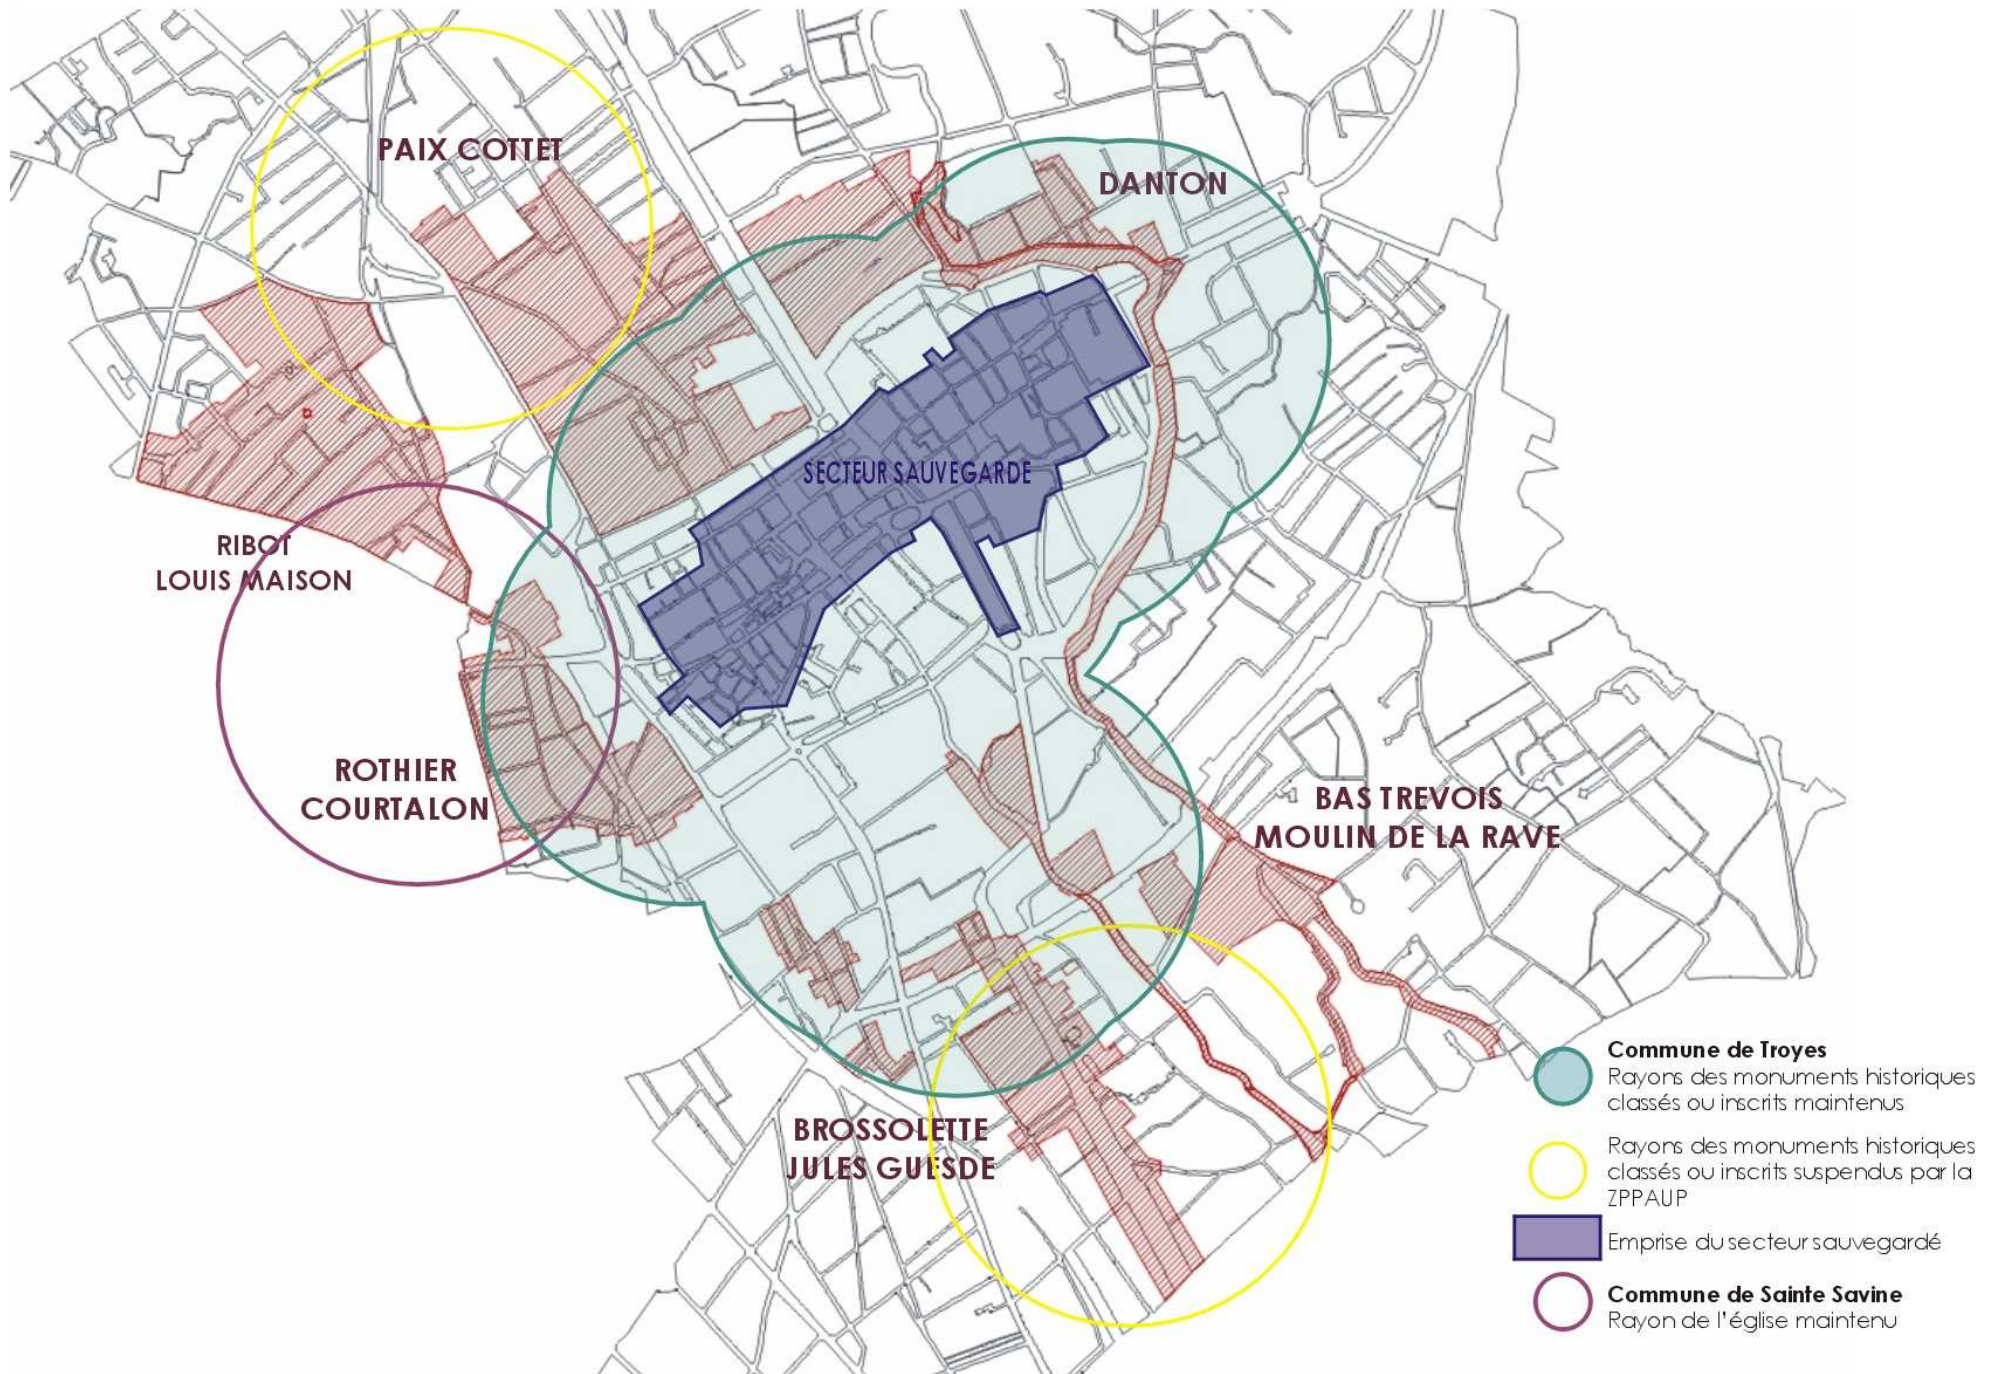 PAIX COTTET
DANTON
SECTEUR SAUVEGARDE
RIBOT
LOUIS MAISON
ROTHIER
COURTALON
BAS TREVOIS
MOULIN DE LA RAVE
BROSSOLETTE
JULES GUESDE
Commune de Troyes
Rayons des monuments historiques
classés ou inscrits maintenus
Rayons des monuments historiques
classés ou inscrits suspendus par la
ZPPAUP
Emprise du secteur sauvegardé
Commune de Sainte Savine
Rayon de l'église maintenu